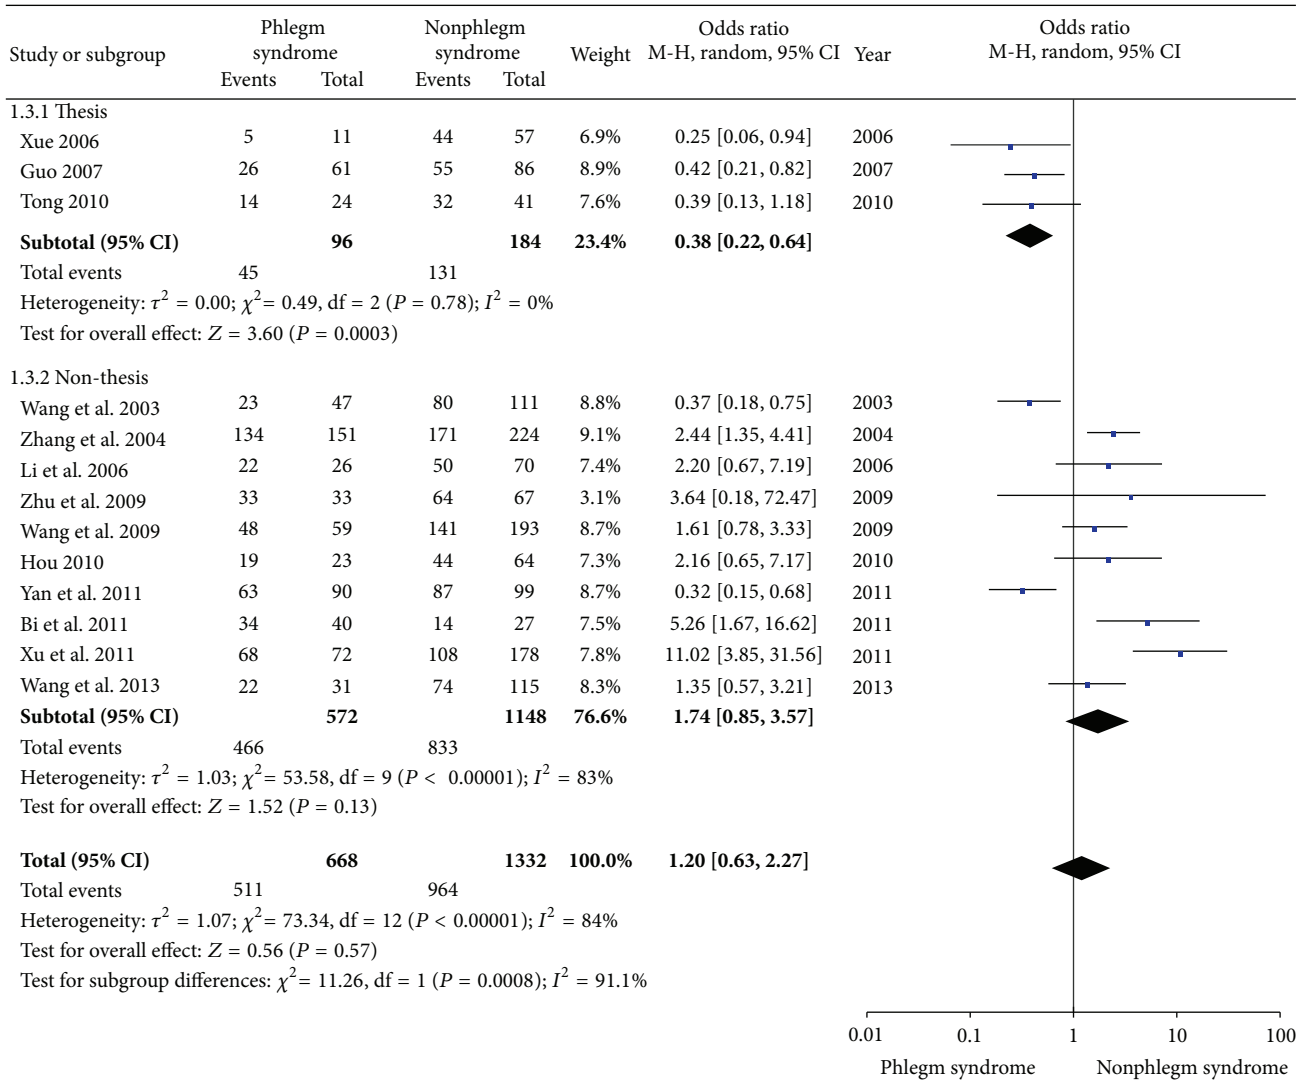 Study or subgroup Phlegm syndrome Nonphlegm syndrome Weight Odds ratio M-H, random, 95% CI Year Odds ratio M-H, random, 95% CI
Events Total Events Total
1.3.1 Thesis
Xue 2006 5 11 44 57 6.9% 0.25 [0.06, 0.94] 2006
Guo 2007 26 61 55 86 8.9% 0.42 [0.21, 0.82] 2007
Tong 2010 14 24 32 41 7.6% 0.39 [0.13, 1.18] 2010
Subtotal (95% CI) 96 184 23.4% 0.38 [0.22, 0.64]
Total events 45 131
Heterogeneity: τ² = 0.00; χ² = 0.49, df = 2 (P = 0.78); I² = 0%
Test for overall effect: Z = 3.60 (P = 0.0003)
1.3.2 Non-thesis
Wang et al. 2003 23 47 80 111 8.8% 0.37 [0.18, 0.75] 2003
Zhang et al. 2004 134 151 171 224 9.1% 2.44 [1.35, 4.41] 2004
Li et al. 2006 22 26 50 70 7.4% 2.20 [0.67, 7.19] 2006
Zhu et al. 2009 33 33 64 67 3.1% 3.64 [0.18, 72.47] 2009
Wang et al. 2009 48 59 141 193 8.7% 1.61 [0.78, 3.33] 2009
Hou 2010 19 23 44 64 7.3% 2.16 [0.65, 7.17] 2010
Yan et al. 2011 63 90 87 99 8.7% 0.32 [0.15, 0.68] 2011
Bi et al. 2011 34 40 14 27 7.5% 5.26 [1.67, 16.62] 2011
Xu et al. 2011 68 72 108 178 7.8% 11.02 [3.85, 31.56] 2011
Wang et al. 2013 22 31 74 115 8.3% 1.35 [0.57, 3.21] 2013
Subtotal (95% CI) 572 1148 76.6% 1.74 [0.85, 3.57]
Total events 466 833
Heterogeneity: τ² = 1.03; χ² = 53.58, df = 9 (P < 0.00001); I² = 83%
Test for overall effect: Z = 1.52 (P = 0.13)
Total (95% CI) 668 1332 100.0% 1.20 [0.63, 2.27]
Total events 511 964
Heterogeneity: τ² = 1.07; χ² = 73.34, df = 12 (P < 0.00001); I² = 84%
Test for overall effect: Z = 0.56 (P = 0.57)
Test for subgroup differences: χ² = 11.26, df = 1 (P = 0.0008); I² = 91.1%
0.01 0.1 1 10 100
Phlegm syndrome Nonphlegm syndrome